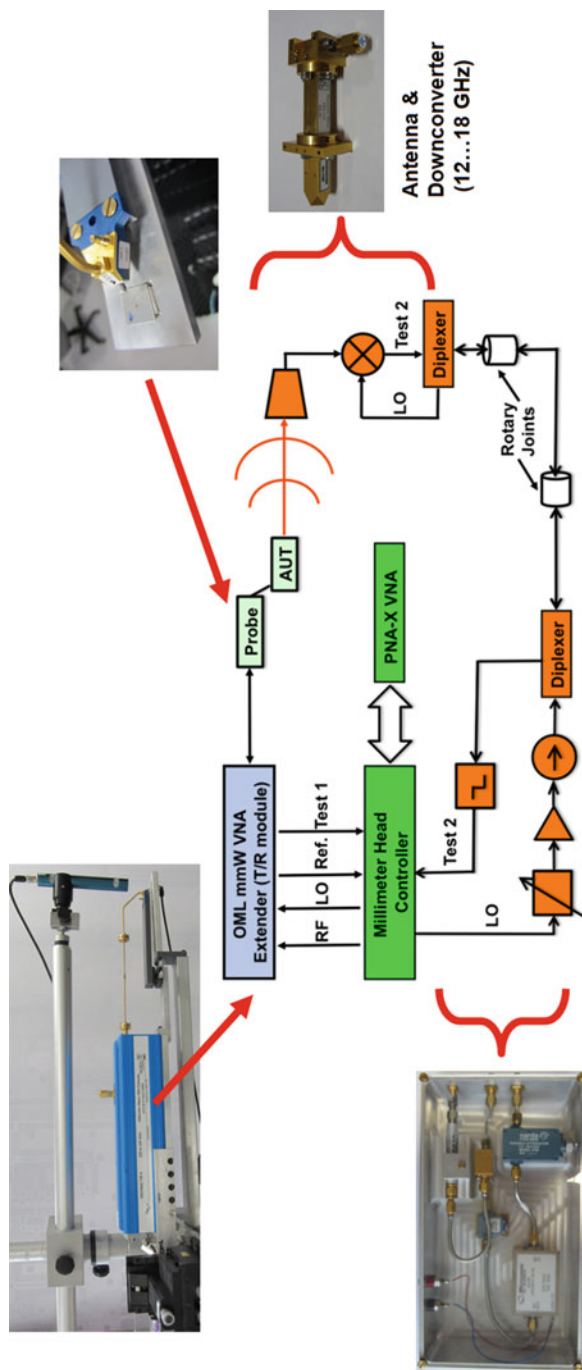 Antenna &
Downconverter
(12...18 GHz)
OML mmW VNA
Extender (T/R module)
Probe
AUT
RF
LO
Ref.
Test 1
Millimeter Head
Controller
PNA-X VNA
LO
Test 2
Diplexer
Rotary
Joints
Test 2
LO
Diplexer